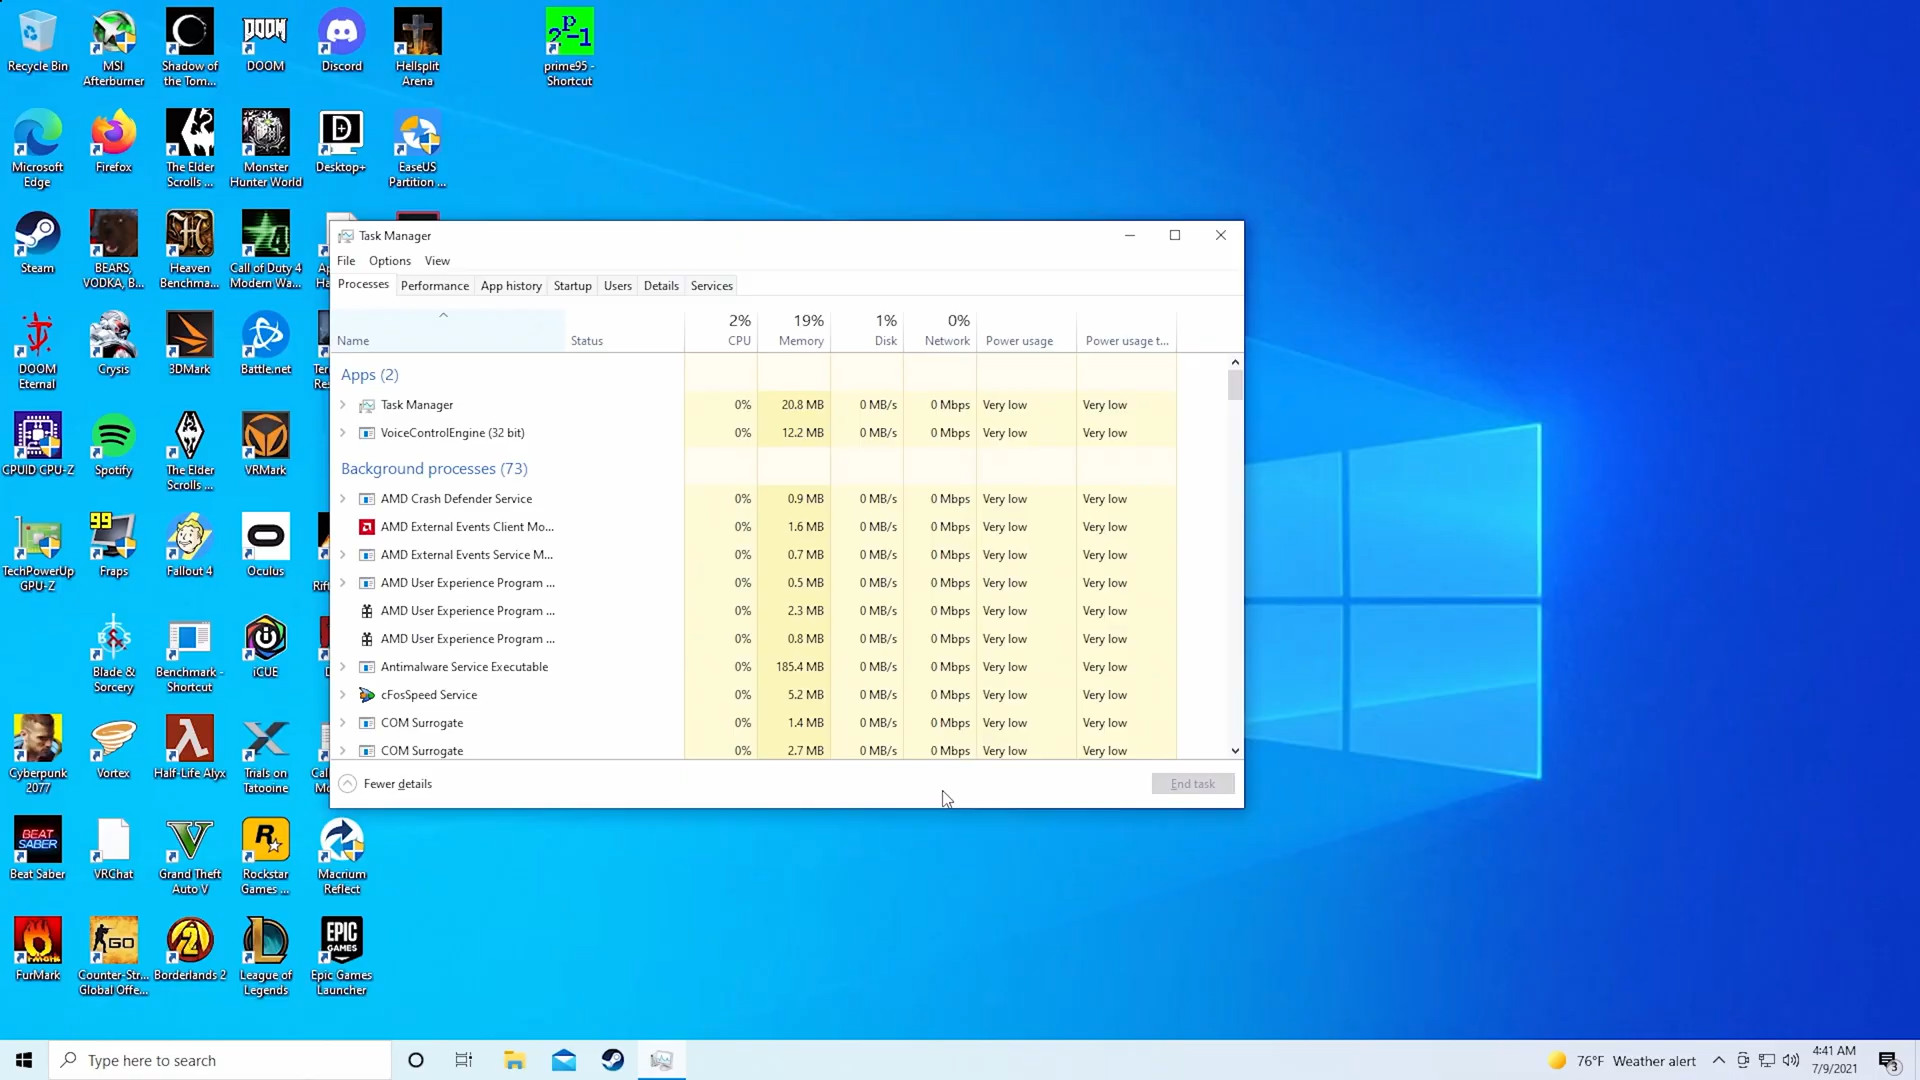 Recycle Bin
MSI
Afterburner
Shadow of
the Tom...
DOOM
DOOM
Discord
Hellsplit
Arena
2P-1
prime95 -
Shortcut
Microsoft
Edge
Firefox
The Elder
Scrolls ...
Monster
Hunter World
Desktop+
EaseUS
Partition ...
Steam
BEARS,
VODKA, B...
Heaven
Benchma...
4
Call of Duty 4
Modern Wa...
DOOM
Eternal
Crysis
3DMark
Battle.net
CPUID CPU-Z
Spotify
The Elder
Scrolls ...
VRMark
TechPowerUp
GPU-Z
99
Fraps
Fallout 4
Oculus
Blade &
Sorcery
Benchmark -
Shortcut
iCUE
Cyberpunk
2077
Vortex
Half-Life Alyx
Trials on
Tatooine
BEAT
SABER
Beat Saber
VRChat
Grand Theft
Auto V
Rockstar
Games ...
Macrium
Reflect
FurMark
GO
Counter-Str...
Global Offe...
2
Borderlands 2
League of
Legends
EPIC
GAMES
Epic Games
Launcher
Task Manager
File Options View
Processes Performance App history Startup Users Details Services
2% 19% 1% 0%
Name Status CPU Memory Disk Network Power usage Power usage t...
Apps (2)
Task Manager 0% 20.8 MB 0 MB/s 0 Mbps Very low Very low
VoiceControlEngine (32 bit) 0% 12.2 MB 0 MB/s 0 Mbps Very low Very low
Background processes (73)
AMD Crash Defender Service 0% 0.9 MB 0 MB/s 0 Mbps Very low Very low
AMD External Events Client Mo... 0% 1.6 MB 0 MB/s 0 Mbps Very low Very low
AMD External Events Service M... 0% 0.7 MB 0 MB/s 0 Mbps Very low Very low
AMD User Experience Program ... 0% 0.5 MB 0 MB/s 0 Mbps Very low Very low
AMD User Experience Program ... 0% 2.3 MB 0 MB/s 0 Mbps Very low Very low
AMD User Experience Program ... 0% 0.8 MB 0 MB/s 0 Mbps Very low Very low
Antimalware Service Executable 0% 185.4 MB 0 MB/s 0 Mbps Very low Very low
cFosSpeed Service 0% 5.2 MB 0 MB/s 0 Mbps Very low Very low
COM Surrogate 0% 1.4 MB 0 MB/s 0 Mbps Very low Very low
COM Surrogate 0% 2.7 MB 0 MB/s 0 Mbps Very low Very low
Fewer details End task
Type here to search
76°F Weather alert
4:41 AM
7/9/2021
3